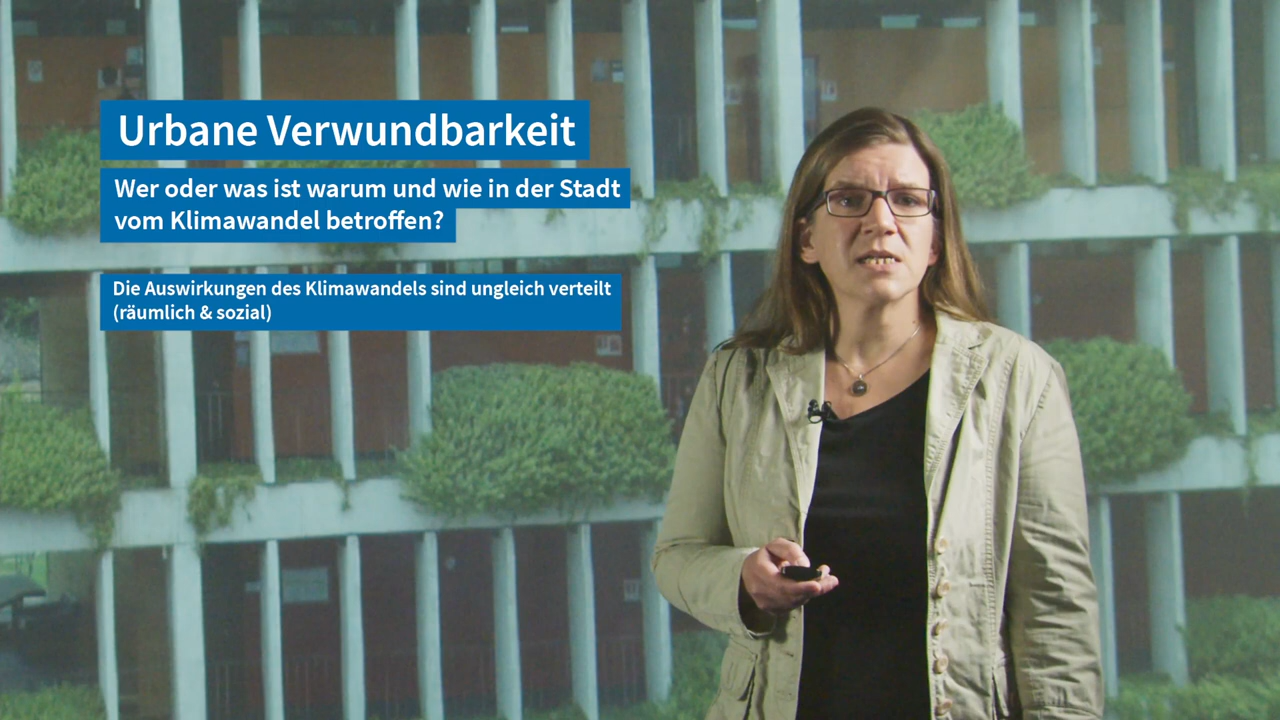 Urbane Verwundbarkeit
Wer oder was ist warum und wie in der Stadt
vom Klimawandel betroffen?
Die Auswirkungen des Klimawandels sind ungleich verteilt
(räumlich & sozial)